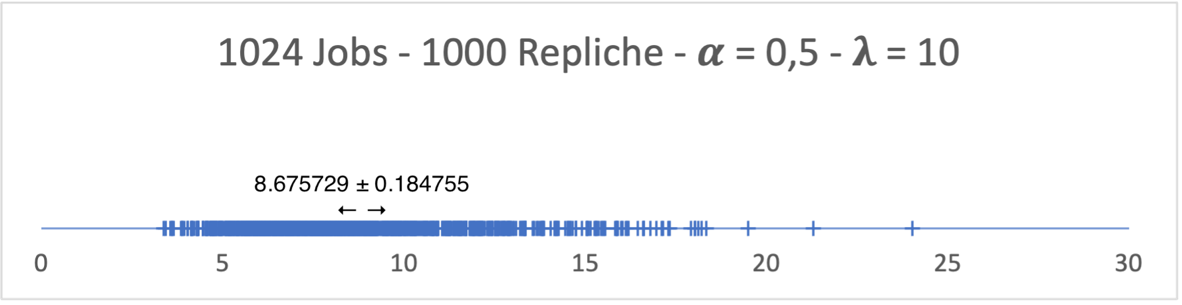 1024 Jobs - 1000 Repliche - 𝜶 = 0,5 - 𝝀 = 10
8.675729 ± 0.184755
0 5 10 15 20 25 30